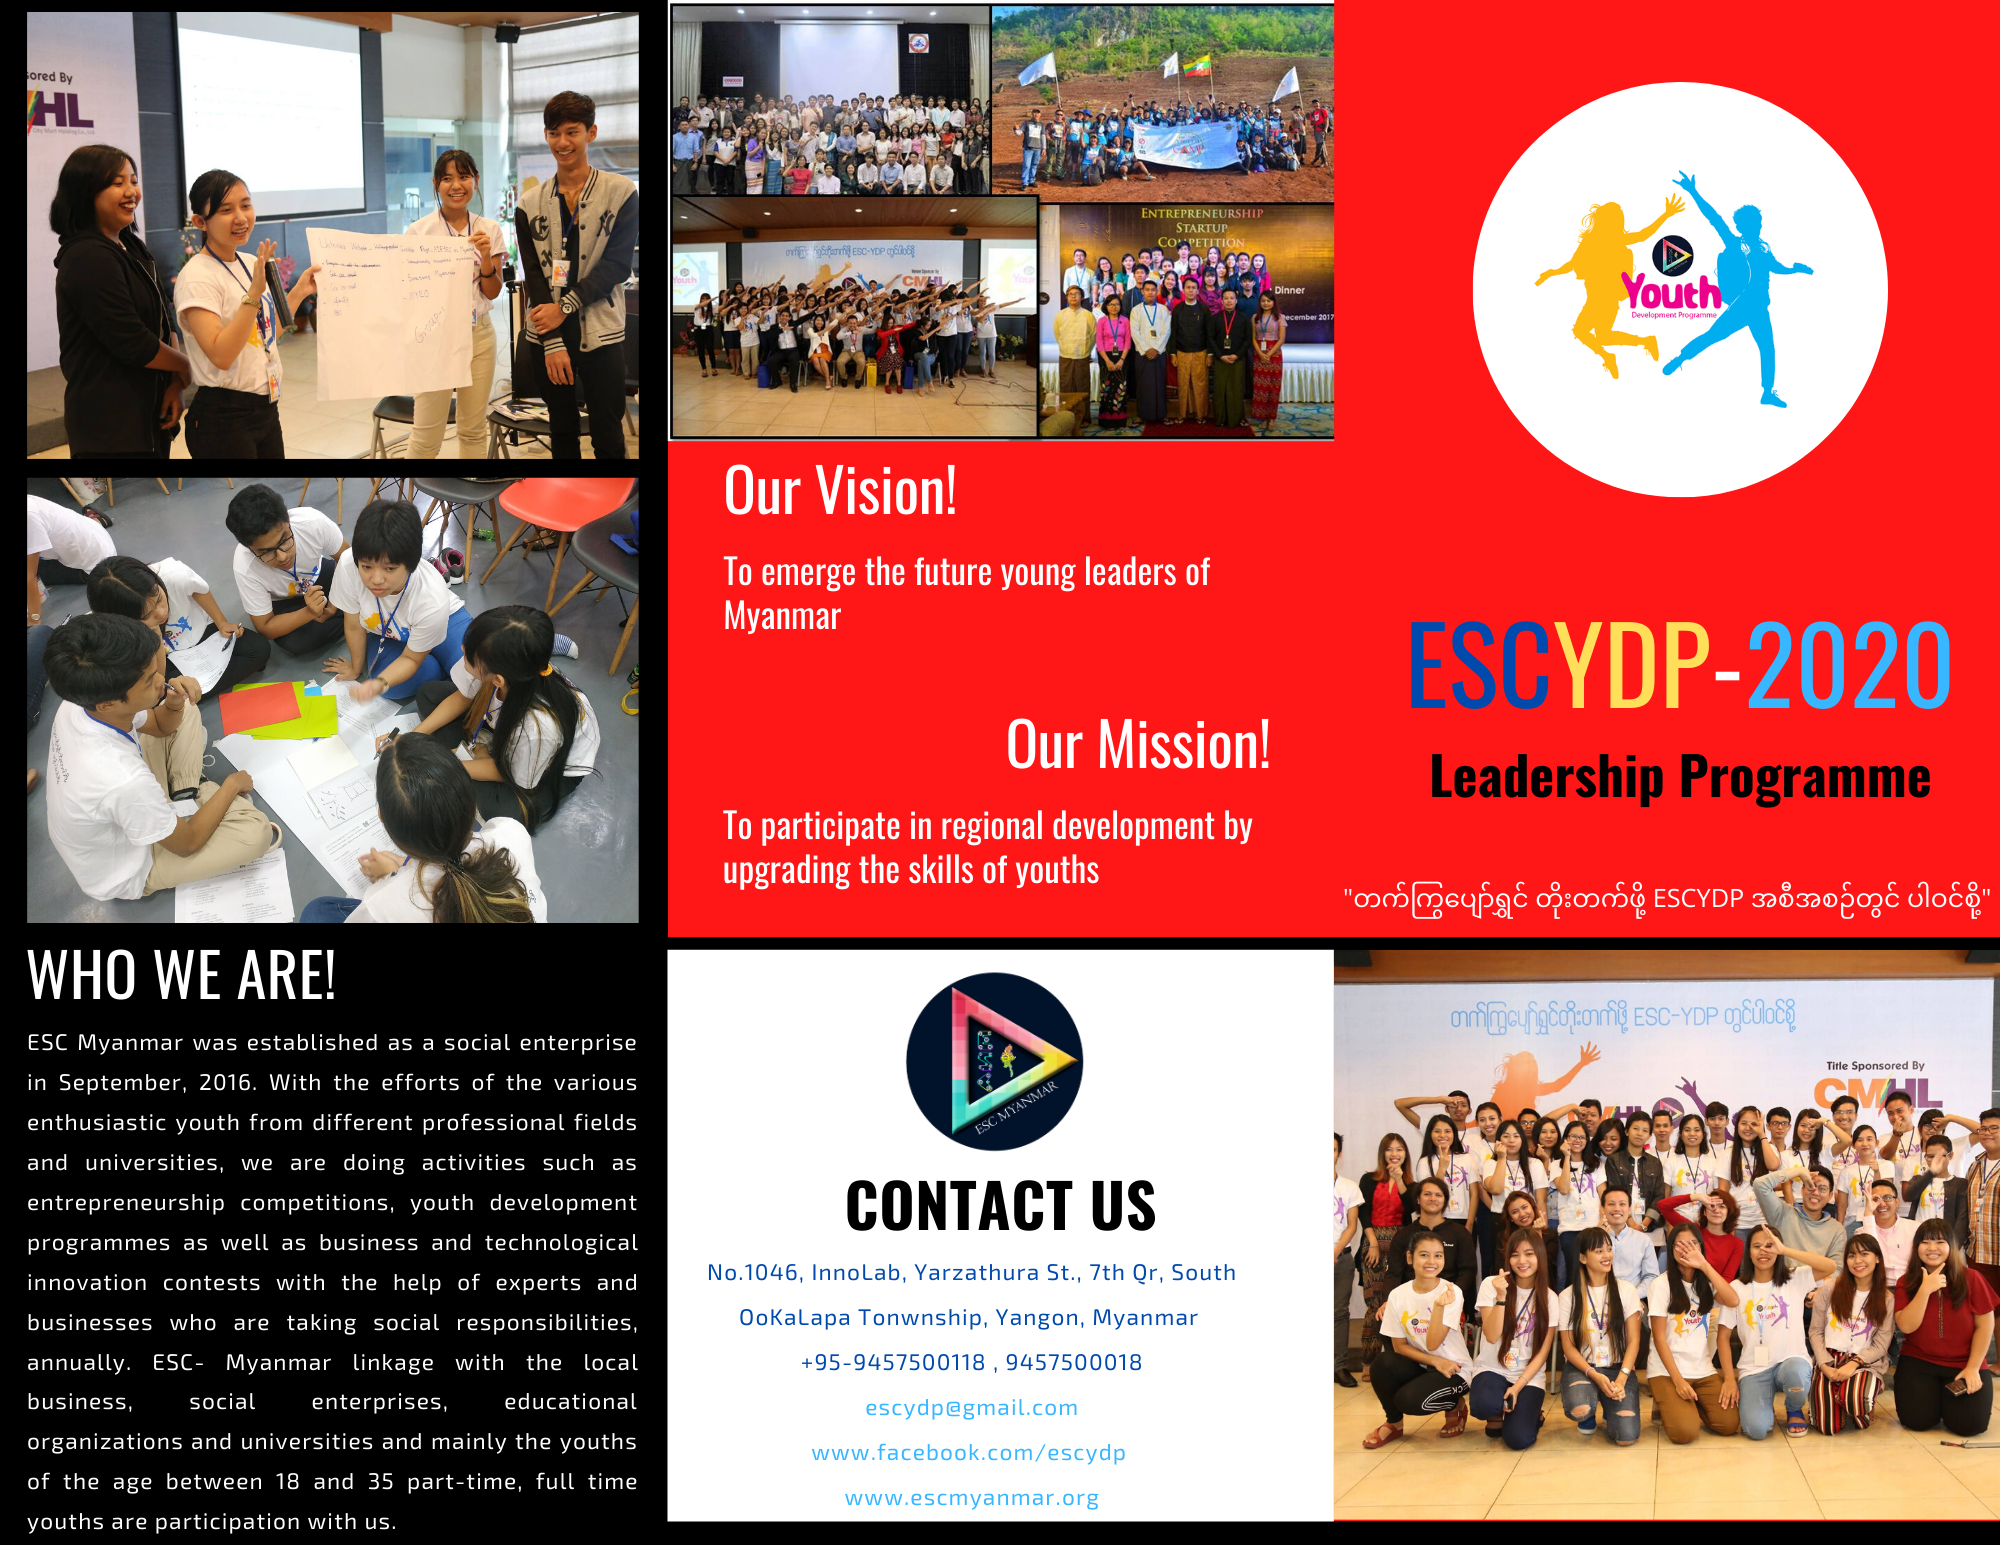 sored By
HL
City Mart Holding Co., Ltd
WHO WE ARE!
ESC Myanmar was established as a social enterprise
in September, 2016. With the efforts of the various
enthusiastic youth from different professional fields
and universities, we are doing activities such as
entrepreneurship competitions, youth development
programmes as well as business and technological
innovation contests with the help of experts and
businesses who are taking social responsibilities,
annually. ESC- Myanmar linkage with the local
business, social enterprises, educational
organizations and universities and mainly the youths
of the age between 18 and 35 part-time, full time
youths are participation with us.
ENTREPRENEURSHIP
STARTUP
COMPETITION
Dinner
December 2017
CMHL
Our Vision!
To emerge the future young leaders of
Myanmar
Our Mission!
To participate in regional development by
upgrading the skills of youths
ESC MYANMAR
CONTACT US
No.1046, InnoLab, Yarzathura St., 7th Qr, South
OoKaLapa Tonwnship, Yangon, Myanmar
+95-9457500118 , 9457500018
escydp@gmail.com
www.facebook.com/escydp
www.escmyanmar.org
Youth
Development Programme
ESCYDP-2020
Leadership Programme
"တက်ကြွပျော်ရွှင် တိုးတက်ဖို့ ESCYDP အစီအစဉ်တွင် ပါဝင်စို့"
တက်ကြွပျော်ရွှင်တိုးတက်ဖို့ ESC-YDP တွင်ပါဝင်စို့
Title Sponsored By
CMHL